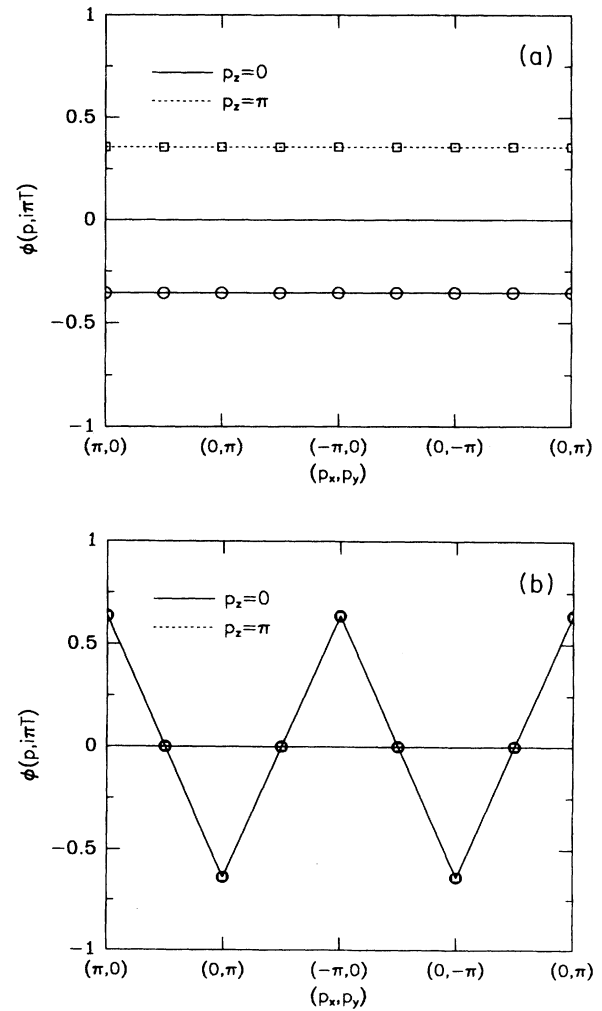 1
(a)
p_z=0
p_z=π
0.5
φ(p,iπT)
0
−0.5
−1
(π,0) (0,π) (−π,0) (0,−π) (0,π)
(p_x,p_y)
1
(b)
p_z=0
p_z=π
0.5
φ(p,iπT)
0
−0.5
−1
(π,0) (0,π) (−π,0) (0,−π) (0,π)
(p_x,p_y)